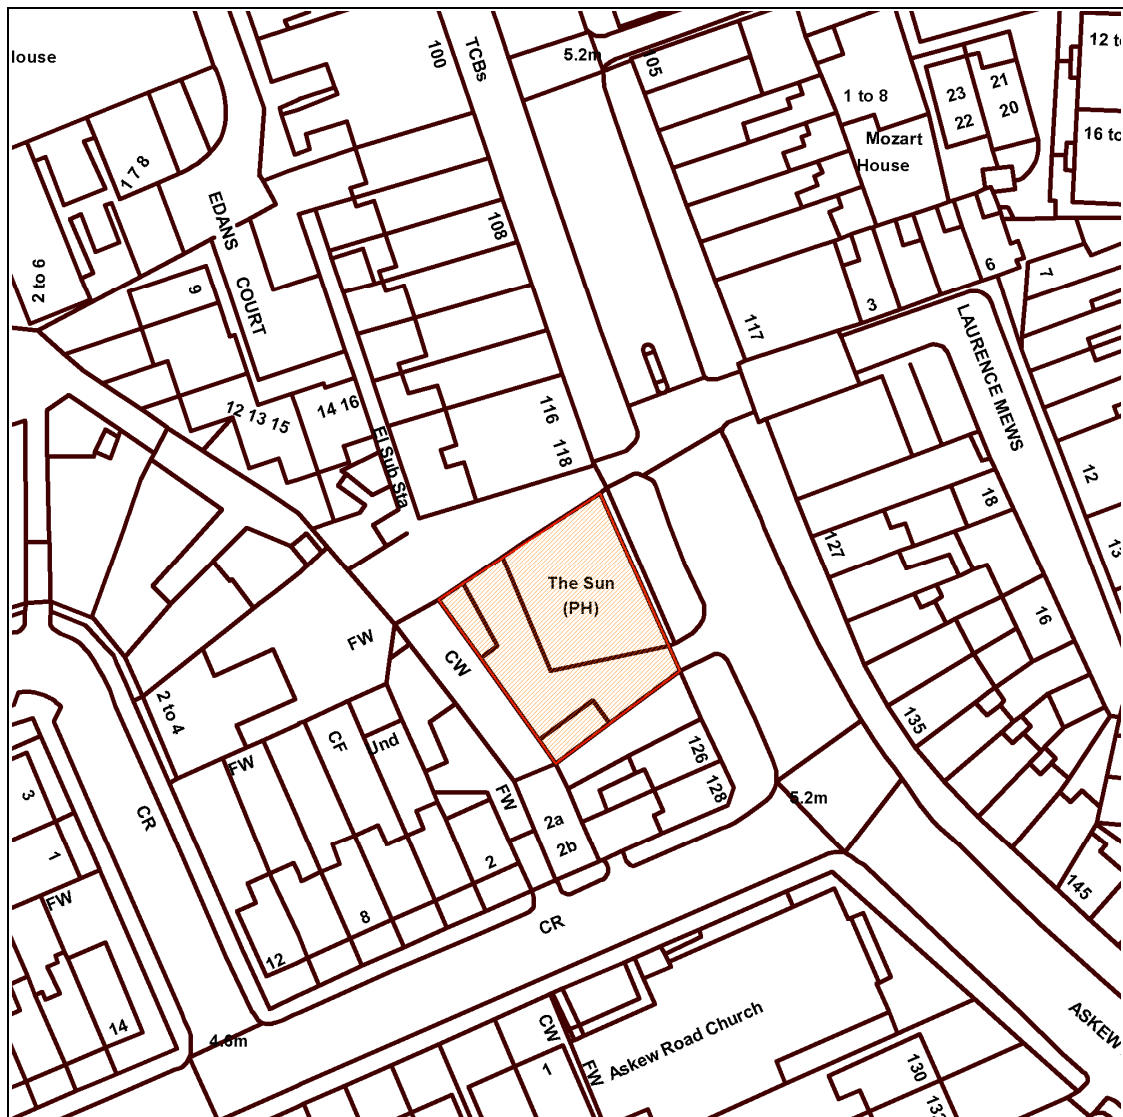 louse
100
TCBs
5.2m
105
1 to 8
Mozart
House
23
22
21
20
12 to
16 to
1 7 8
EDANS
COURT
108
2 to 6
9
6
7
3
117
LAURENCE MEWS
12 13 15
14 16
116
118
El Sub Sta
12
18
127
13
The Sun
(PH)
16
FW
CW
2 to 4
CF
Und
FW
126
128
135
5.2m
3
1
CR
FW
2a
2b
2
8
12
FW
145
CR
14
4.6m
CW
FW
1
Askew Road Church
ASKEW
130
132